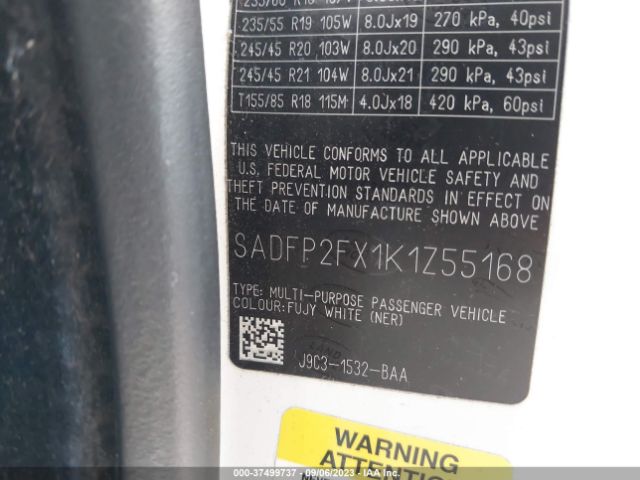 235/55 R19 105W 8.0Jx19 270 kPa, 40psi
245/45 R20 103W 8.0Jx20 290 kPa, 43psi
245/45 R21 104W 8.0Jx21 290 kPa, 43psi
T155/85 R18 115M 4.0Jx18 420 kPa, 60psi
THIS VEHICLE CONFORMS TO ALL APPLICABLE
U.S. FEDERAL MOTOR VEHICLE SAFETY AND
THEFT PREVENTION STANDARDS IN EFFECT ON
THE DATE OF MANUFACTURE SHOWN ABOVE
SADFP2FX1K1Z55168
TYPE: MULTI-PURPOSE PASSENGER VEHICLE
COLOUR:FUJY WHITE (NER)
J9C3-1532-BAA
WARNING
ATTENTION
000-37499737 - 09/06/2023 - IAAI.COM